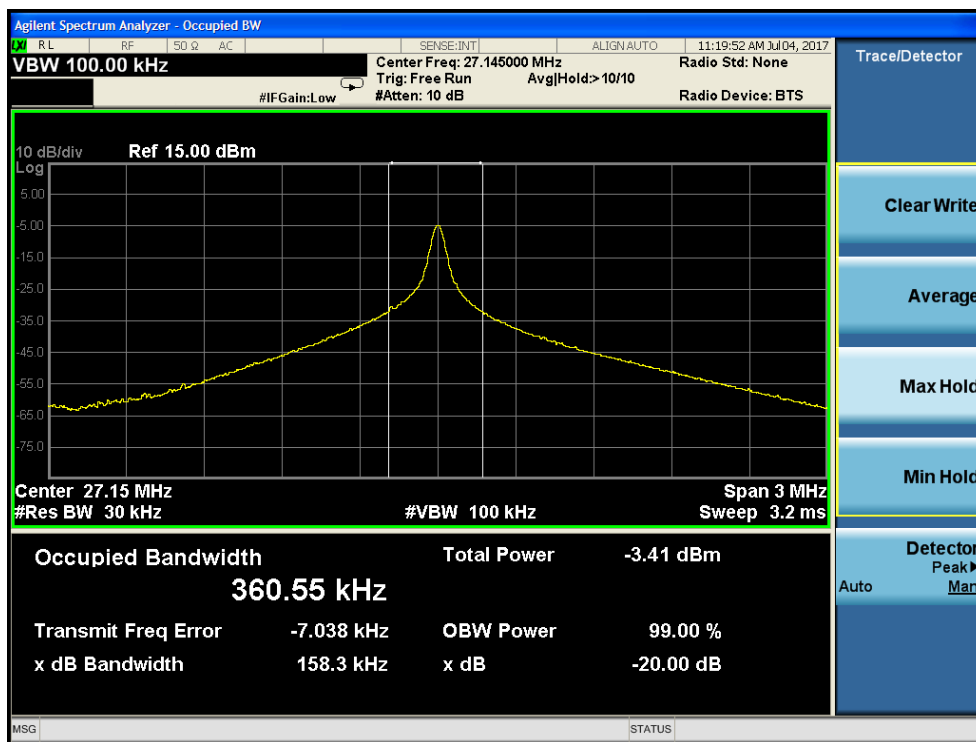 Agilent Spectrum Analyzer - Occupied BW
LXI RL RF 50 Ω AC SENSE:INT ALIGN AUTO 11:19:52 AM Jul 04, 2017
VBW 100.00 kHz
Center Freq: 27.145000 MHz
Radio Std: None
Trig: Free Run Avg|Hold:>10/10
#IFGain:Low
#Atten: 10 dB
Radio Device: BTS
Trace/Detector
10 dB/div Ref 15.00 dBm
Log
5.00
-5.00
-15.0
-25.0
-35.0
-45.0
-55.0
-65.0
-75.0
Center 27.15 MHz Span 3 MHz
#Res BW 30 kHz #VBW 100 kHz Sweep 3.2 ms
Occupied Bandwidth Total Power -3.41 dBm
360.55 kHz
Transmit Freq Error -7.038 kHz OBW Power 99.00 %
x dB Bandwidth 158.3 kHz x dB -20.00 dB
Clear Write
Average
Max Hold
Min Hold
Detector
Peak▶
Auto Man
MSG STATUS